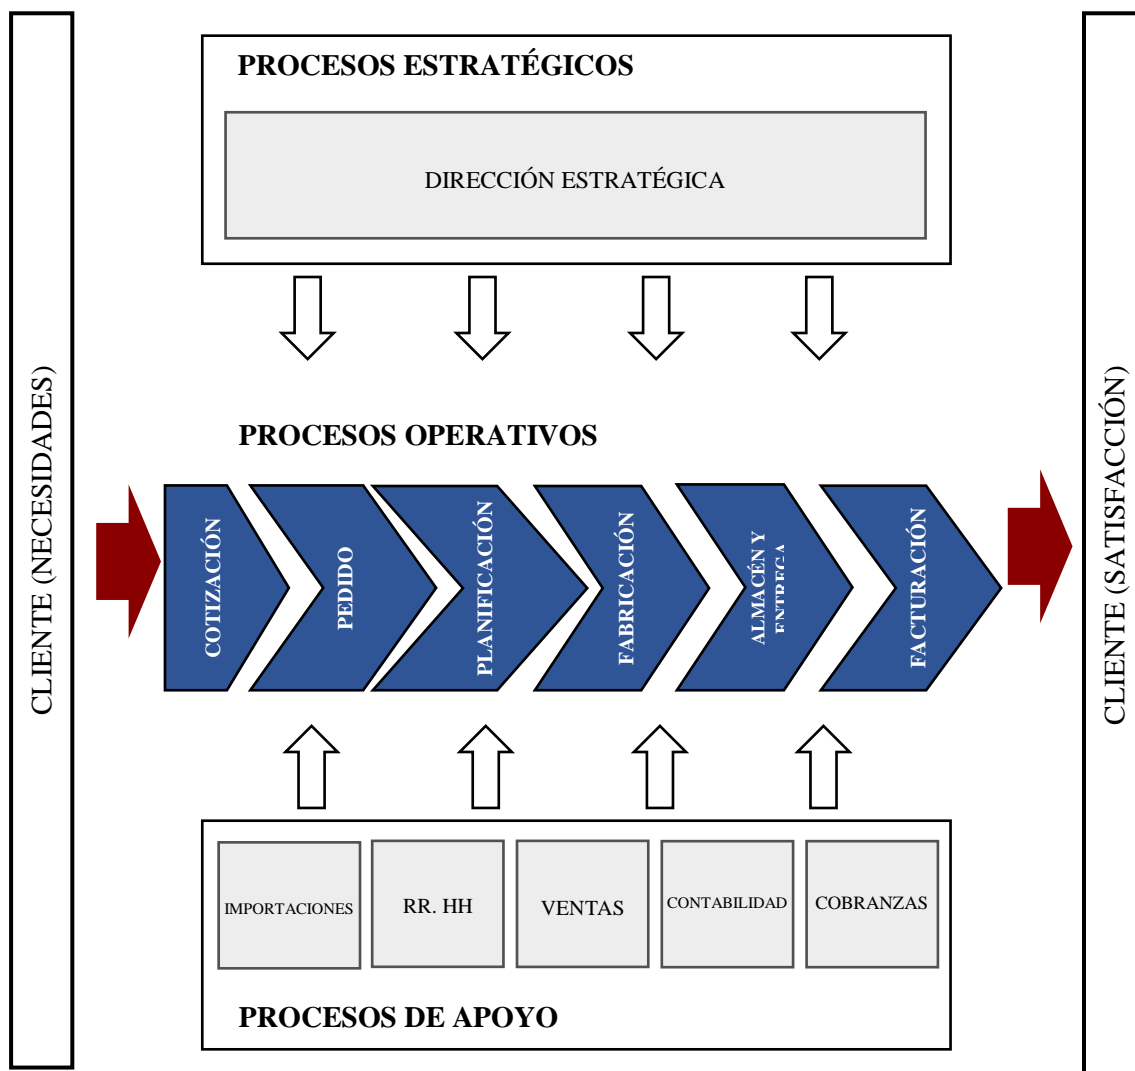 PROCESOS ESTRATÉGICOS
DIRECCIÓN ESTRATÉGICA
CLIENTE (NECESIDADES)
PROCESOS OPERATIVOS
COTIZACIÓN
PEDIDO
PLANIFICACIÓN
FABRICACIÓN
ALMACÉN Y
ENTREGA
FACTURACIÓN
CLIENTE (SATISFACCIÓN)
IMPORTACIONES
RR. HH
VENTAS
CONTABILIDAD
COBRANZAS
PROCESOS DE APOYO